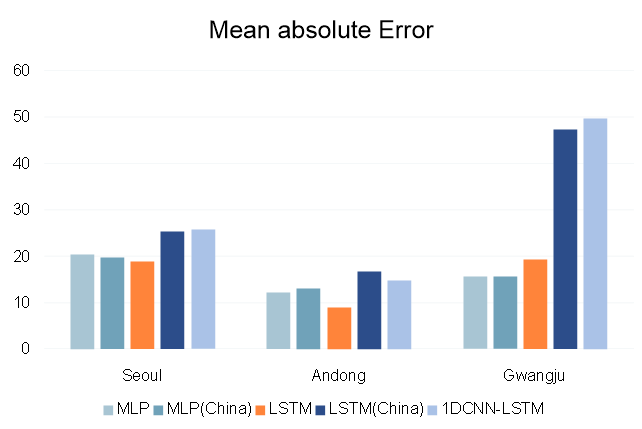 Mean absolute Error
60
50
40
30
20
10
0
Seoul Andong Gwangju
MLP MLP(China) LSTM LSTM(China) 1DCNN-LSTM